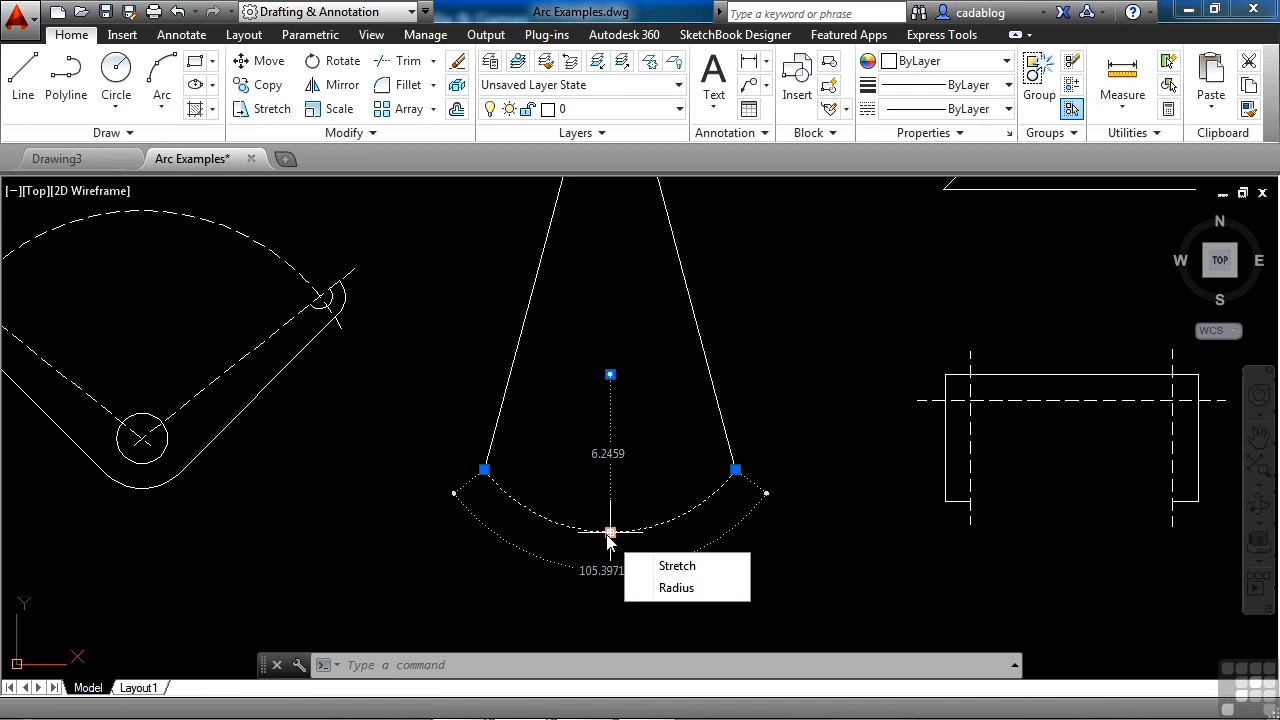 Drafting & Annotation
Arc Examples.dwg
Type a keyword or phrase
cadablog
Home Insert Annotate Layout Parametric View Manage Output Plug-ins Autodesk 360 SketchBook Designer Featured Apps Express Tools
Line Polyline Circle Arc
Move Rotate Trim
Copy Mirror Fillet
Stretch Scale Array
Unsaved Layer State
0
Text
Insert
ByLayer
ByLayer
ByLayer
Group
Measure
Paste
Draw Modify Layers Annotation Block Properties Groups Utilities Clipboard
Drawing3 Arc Examples*
[−][Top][2D Wireframe]
N
W TOP E
S
WCS
6.2459
105.3971
Stretch
Radius
Y
X
Type a command
Model Layout1